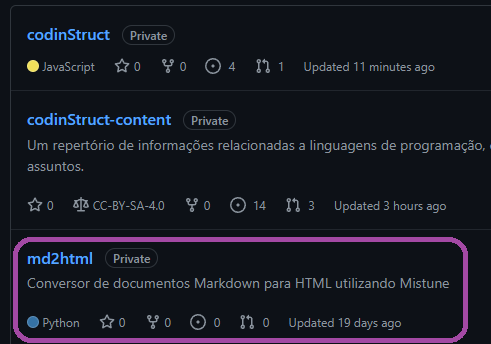 codinStruct Private
JavaScript 0 0 4 1 Updated 11 minutes ago
codinStruct-content Private
Um repertório de informações relacionadas a linguagens de programação,
assuntos.
0 CC-BY-SA-4.0 0 14 3 Updated 3 hours ago
md2html Private
Conversor de documentos Markdown para HTML utilizando Mistune
Python 0 0 0 0 Updated 19 days ago